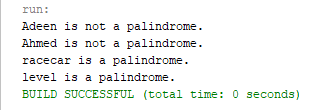 run:
Adeen is not a palindrome.
Ahmed is not a palindrome.
racecar is a palindrome.
level is a palindrome.
BUILD SUCCESSFUL (total time: 0 seconds)